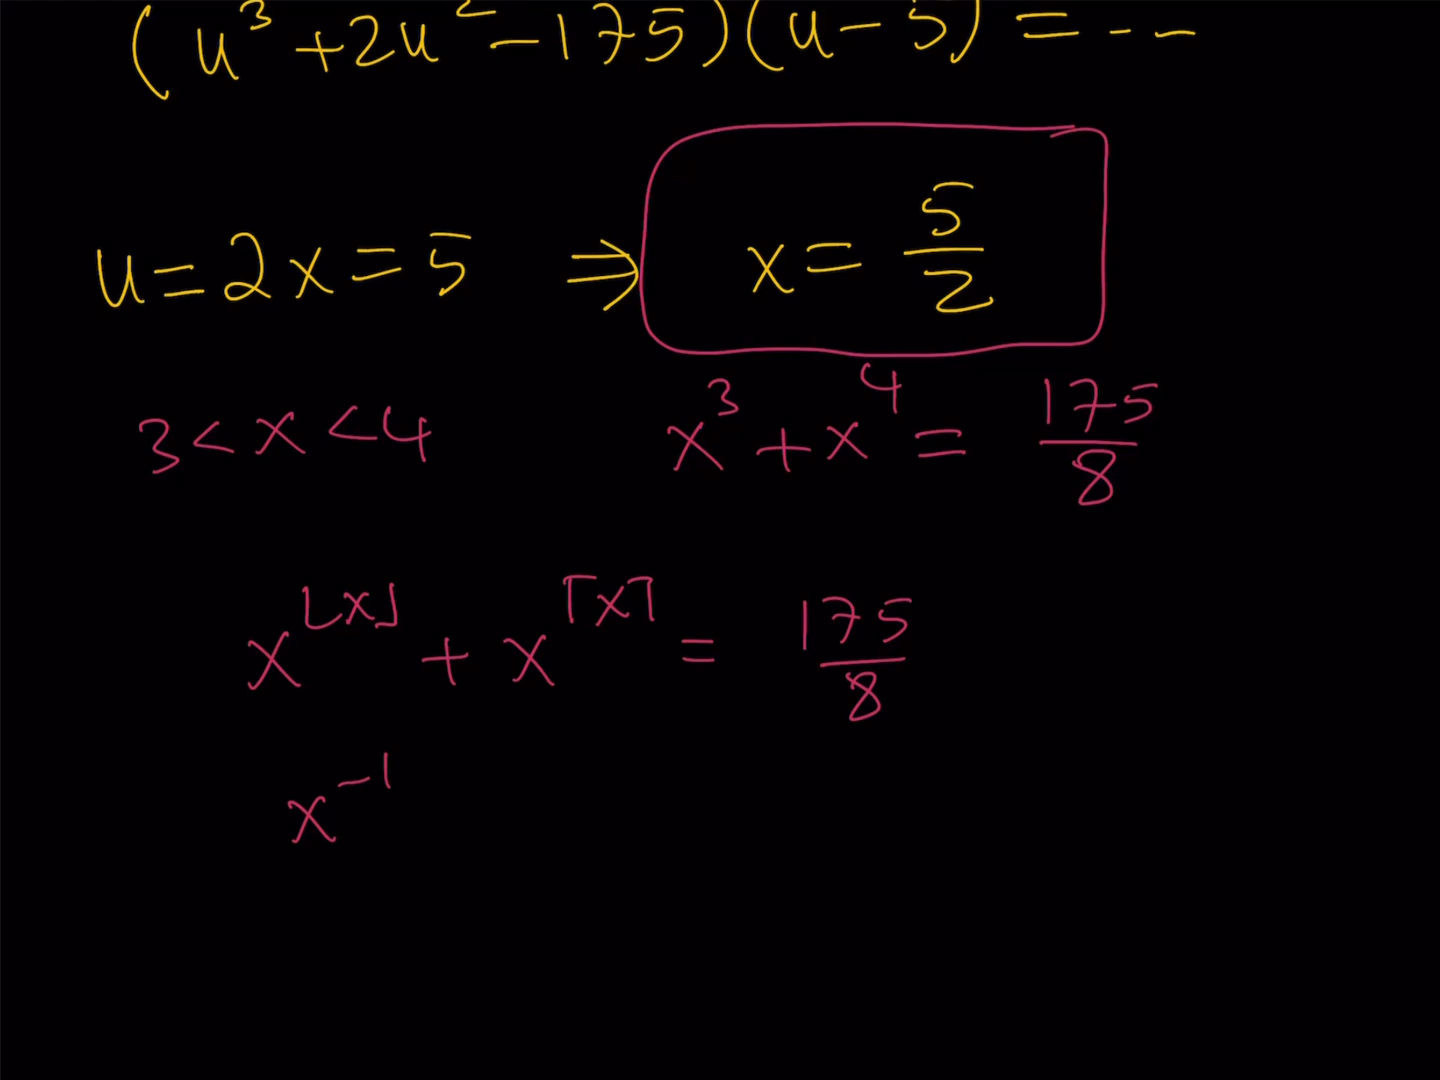 (u³ + 2u² - 175)(u - 5) = ---
u = 2x = 5 ⇒ x = 5/2
3 < x < 4 x³ + x⁴ = 175/8
x^⌊x⌋ + x^⌈x⌉ = 175/8
x⁻¹